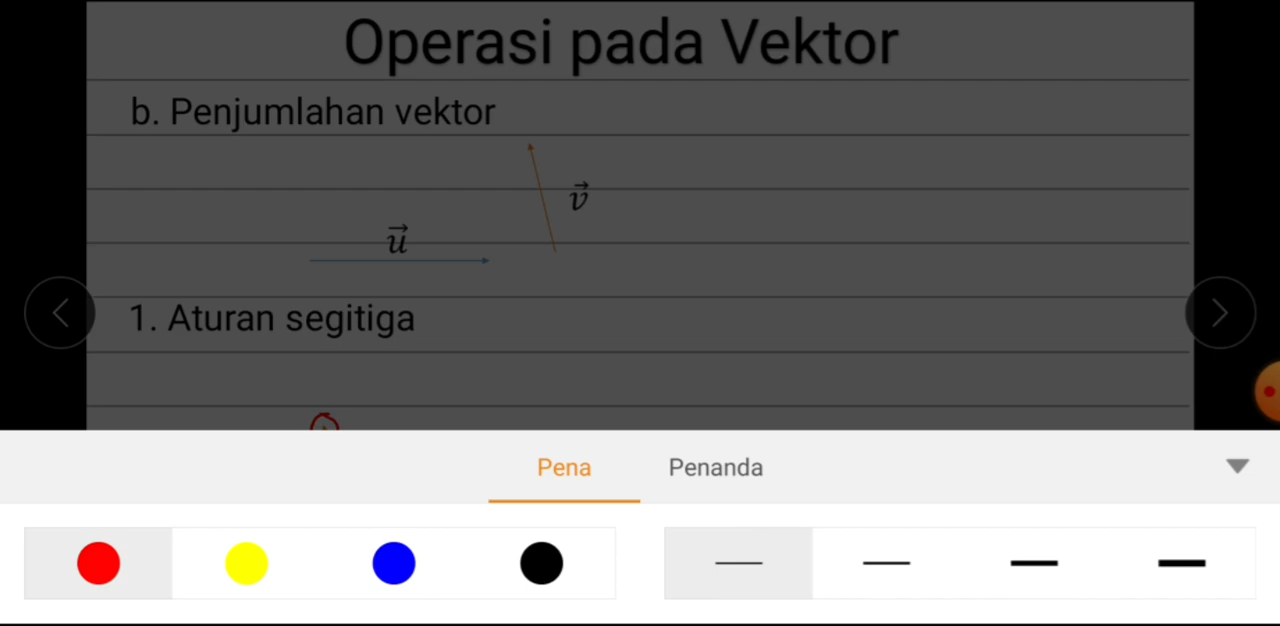 Operasi pada Vektor
b. Penjumlahan vektor
v⃗
u⃗
1. Aturan segitiga
Pena Penanda